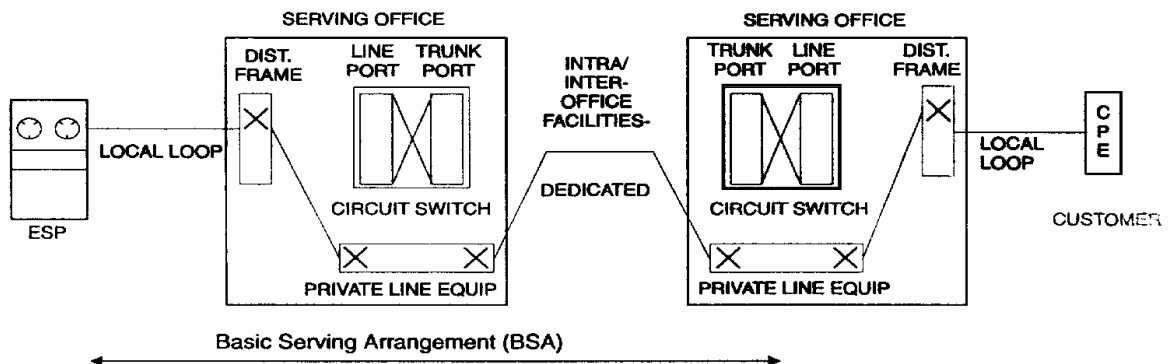 SERVING OFFICE
SERVING OFFICE
DIST.
FRAME
LINE
PORT
TRUNK
PORT
INTRA/
INTER-
OFFICE
FACILITIES-
TRUNK
PORT
LINE
PORT
DIST.
FRAME
C
P
E
LOCAL LOOP
LOCAL
LOOP
DEDICATED
CIRCUIT SWITCH
CIRCUIT SWITCH
ESP
CUSTOMER
PRIVATE LINE EQUIP
PRIVATE LINE EQUIP
Basic Serving Arrangement (BSA)